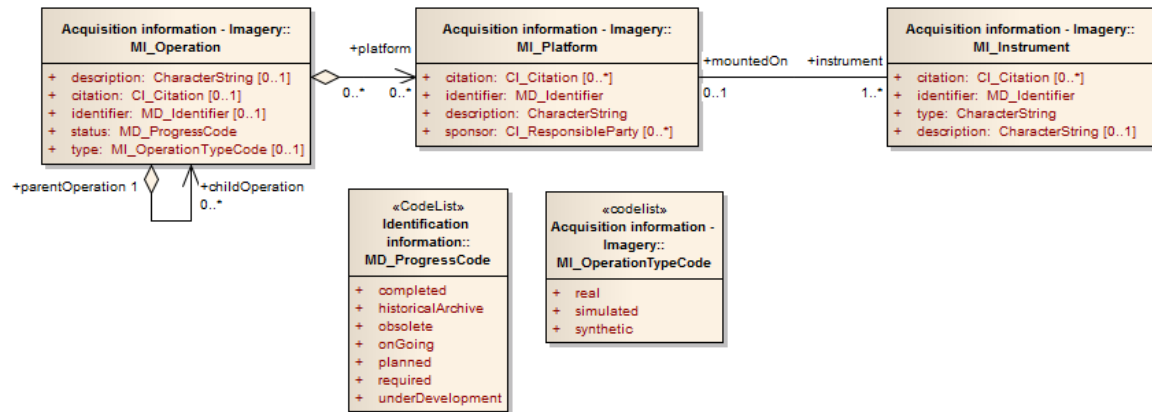 Acquisition information - Imagery::
MI_Operation
+ description: CharacterString [0..1]
+ citation: CI_Citation [0..1]
+ identifier: MD_Identifier [0..1]
+ status: MD_ProgressCode
+ type: MI_OperationTypeCode [0..1]
+platform
0..*
0..*
Acquisition information - Imagery::
MI_Platform
+ citation: CI_Citation [0..*]
+ identifier: MD_Identifier
+ description: CharacterString
+ sponsor: CI_ResponsibleParty [0..*]
+mountedOn
+instrument
0..1
1..*
Acquisition information - Imagery::
MI_Instrument
+ citation: CI_Citation [0..*]
+ identifier: MD_Identifier
+ type: CharacterString
+ description: CharacterString [0..1]
+parentOperation 1
+childOperation
0..*
«CodeList»
Identification
information::
MD_ProgressCode
+ completed
+ historicalArchive
+ obsolete
+ onGoing
+ planned
+ required
+ underDevelopment
«codelist»
Acquisition information -
Imagery::
MI_OperationTypeCode
+ real
+ simulated
+ synthetic